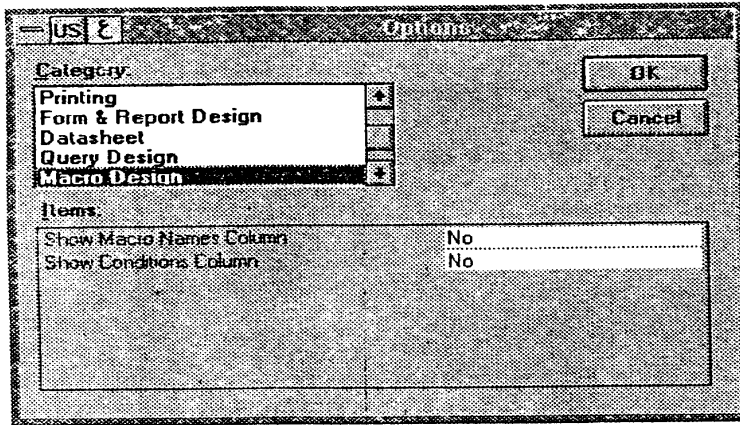 US ع Options
Category:
Printing
Form & Report Design
Datasheet
Query Design
Macro Design
OK
Cancel
Items:
Show Macro Names Column No
Show Conditions Column No